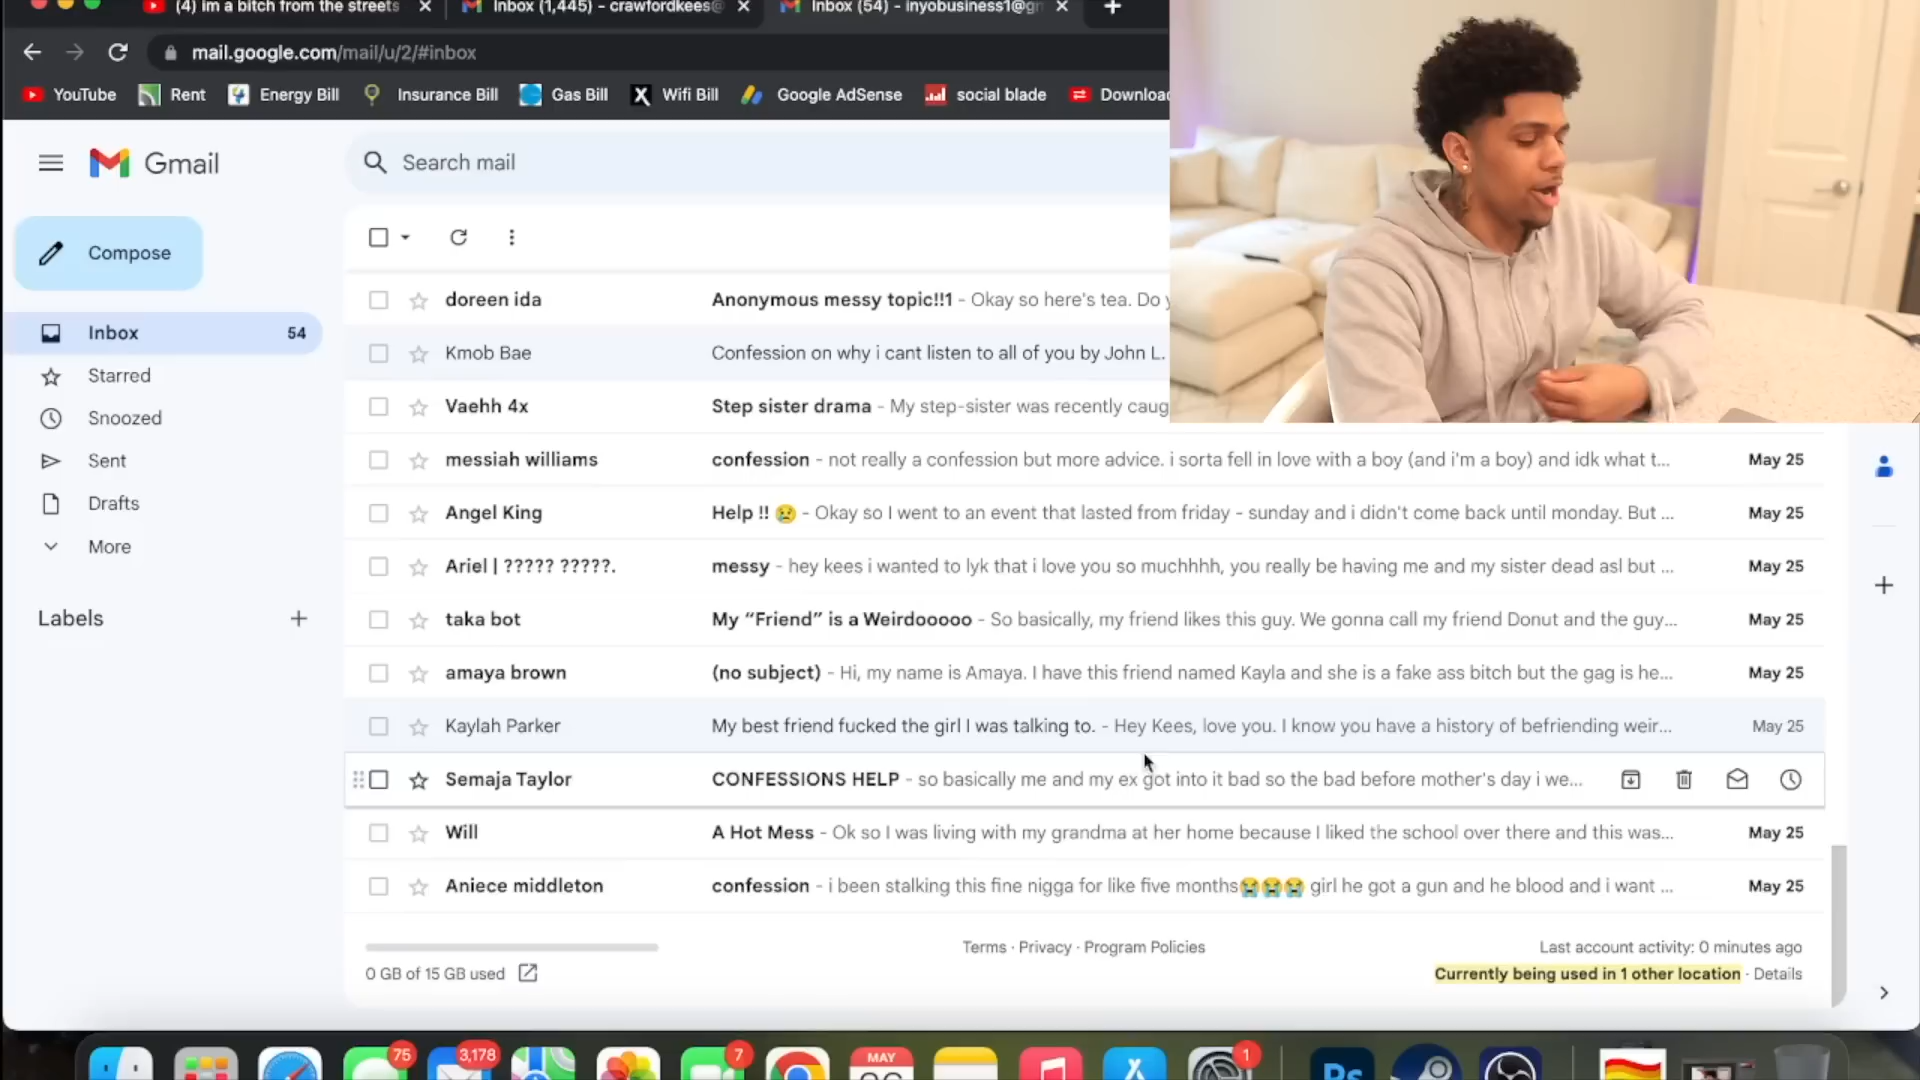 (4) im a bitch from the streets
Inbox (1,445) - crawfordkees@
Inbox (54) - inyobusiness1@gm
mail.google.com/mail/u/2/#inbox
YouTube Rent Energy Bill Insurance Bill Gas Bill Wifi Bill Google AdSense social blade Downloa
Gmail
Search mail
Compose
Inbox 54
Starred
Snoozed
Sent
Drafts
More
Labels
doreen ida Anonymous messy topic!!1 - Okay so here's tea. Do y
Kmob Bae Confession on why i cant listen to all of you by John L.
Vaehh 4x Step sister drama - My step-sister was recently caug
messiah williams confession - not really a confession but more advice. i sorta fell in love with a boy (and i'm a boy) and idk what t... May 25
Angel King Help !! 😢 - Okay so I went to an event that lasted from friday - sunday and i didn't come back until monday. But ... May 25
Ariel | ????? ?????. messy - hey kees i wanted to lyk that i love you so muchhhh, you really be having me and my sister dead asl but ... May 25
taka bot My “Friend” is a Weirdooooo - So basically, my friend likes this guy. We gonna call my friend Donut and the guy... May 25
amaya brown (no subject) - Hi, my name is Amaya. I have this friend named Kayla and she is a fake ass bitch but the gag is he... May 25
Kaylah Parker My best friend fucked the girl I was talking to. - Hey Kees, love you. I know you have a history of befriending weir... May 25
Semaja Taylor CONFESSIONS HELP - so basically me and my ex got into it bad so the bad before mother's day i we...
Will A Hot Mess - Ok so I was living with my grandma at her home because I liked the school over there and this was... May 25
Aniece middleton confession - i been stalking this fine nigga for like five months😭😭😭 girl he got a gun and he blood and i want ... May 25
Terms · Privacy · Program Policies
Last account activity: 0 minutes ago
0 GB of 15 GB used
Currently being used in 1 other location · Details
75 3,178 7 MAY 1
Ps